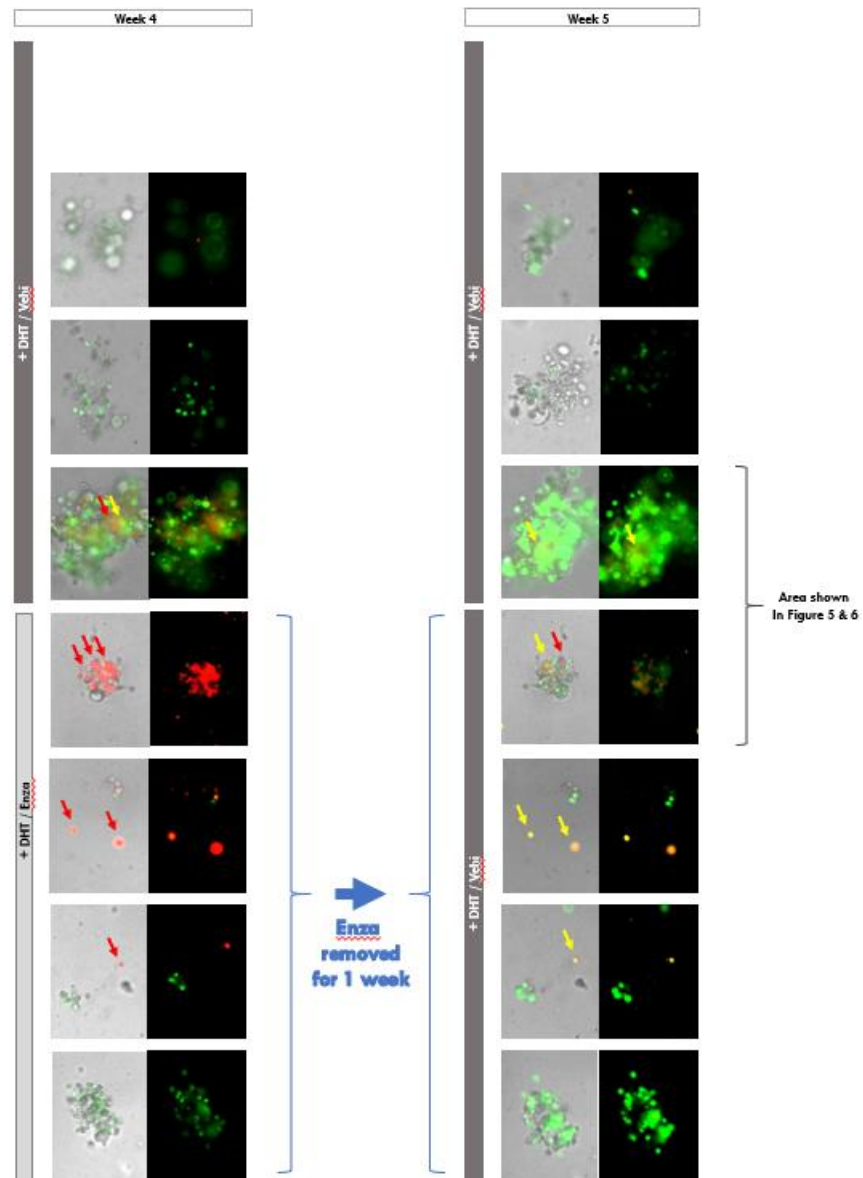 Week 4
Week 5
+ DHT / Vehi
+ DHT / Vehi
Area shown
In Figure 5 & 6
+ DHT / Enza
Enza
removed
for 1 week
+ DHT / Vehi